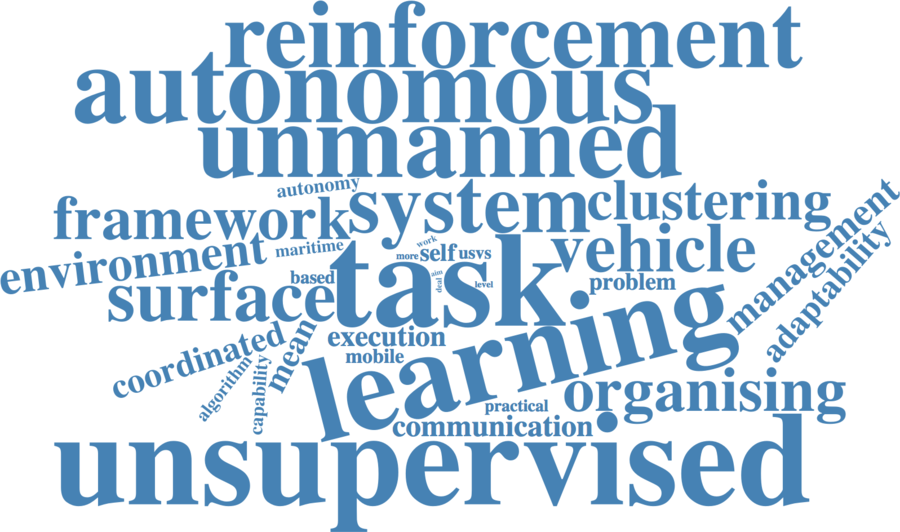 reinforcement
autonomous
unmanned
autonomy
framework
system
clustering
management
environment
maritime
work
more
self
usvs
vehicle
adaptability
surface
based
task
aim
deal
level
problem
coordinated
mean
execution
mobile
learning
algorithm
capability
practical
organising
communication
unsupervised